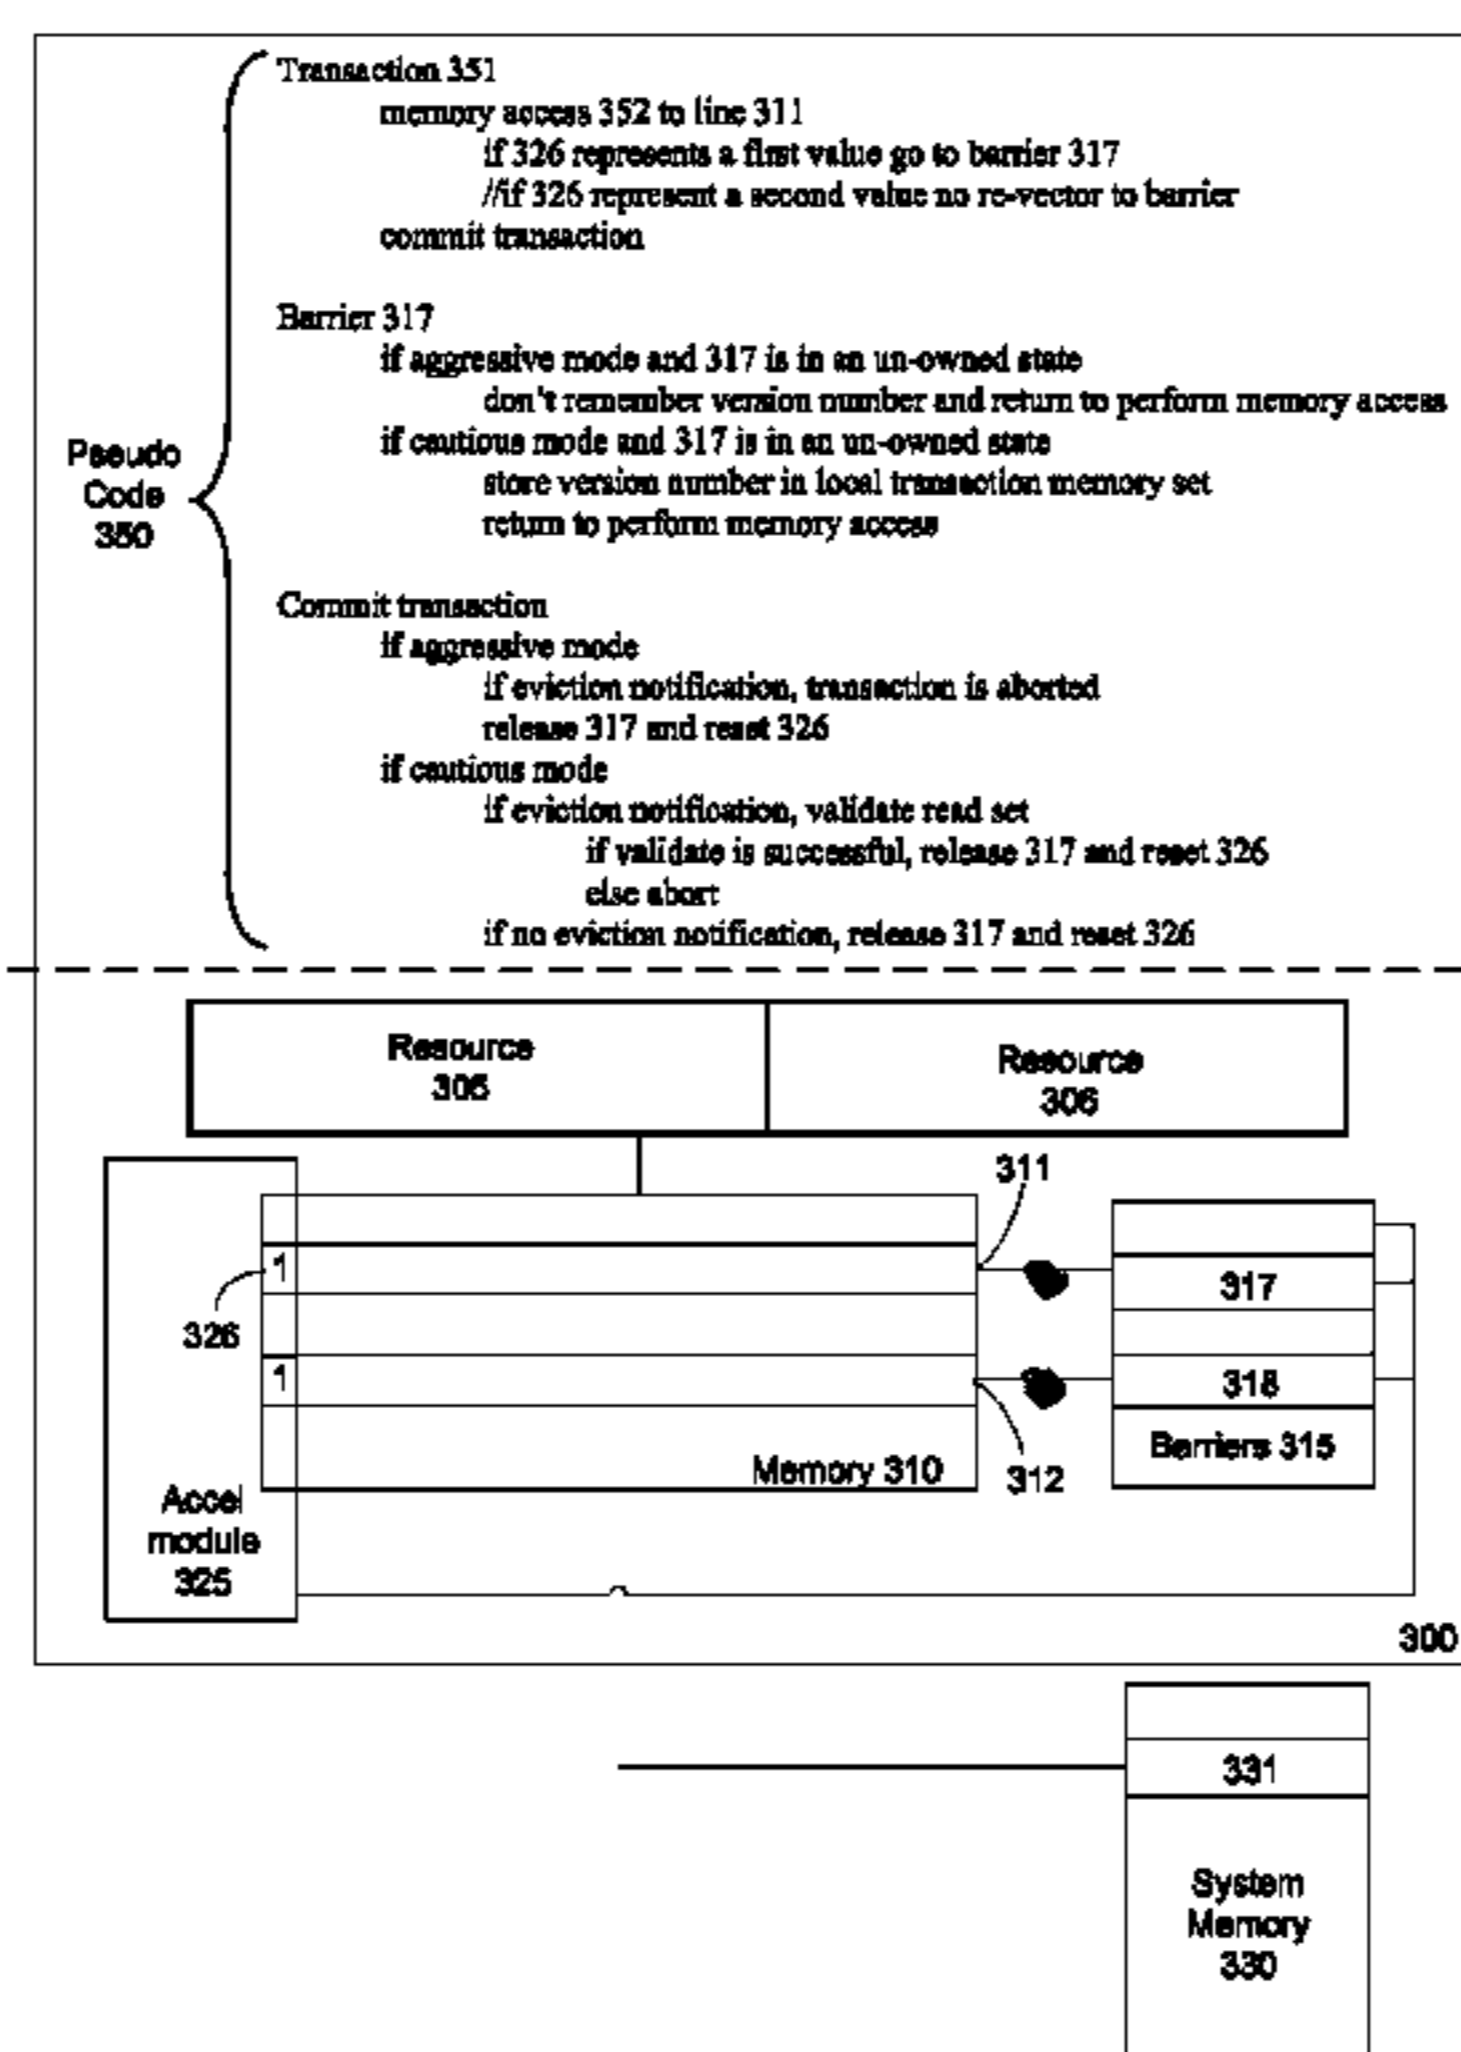 Transaction 351
memory access 352 to line 311
if 326 represents a first value go to barrier 317
//if 326 represent a second value no re-vector to barrier
commit transaction
Barrier 317
if aggressive mode and 317 is in an un-owned state
don't remember version number and return to perform memory access
if cautious mode and 317 is in an un-owned state
store version number in local transaction memory set
return to perform memory access
Pseudo
Code
350
Commit transaction
if aggressive mode
if eviction notification, transaction is aborted
release 317 and reset 326
if cautious mode
if eviction notification, validate read set
if validate is successful, release 317 and reset 326
else abort
if no eviction notification, release 317 and reset 326
Resource
305
Resource
306
311
1
317
326
1
318
Barriers 315
Memory 310
312
Accel
module
325
300
331
System
Memory
330